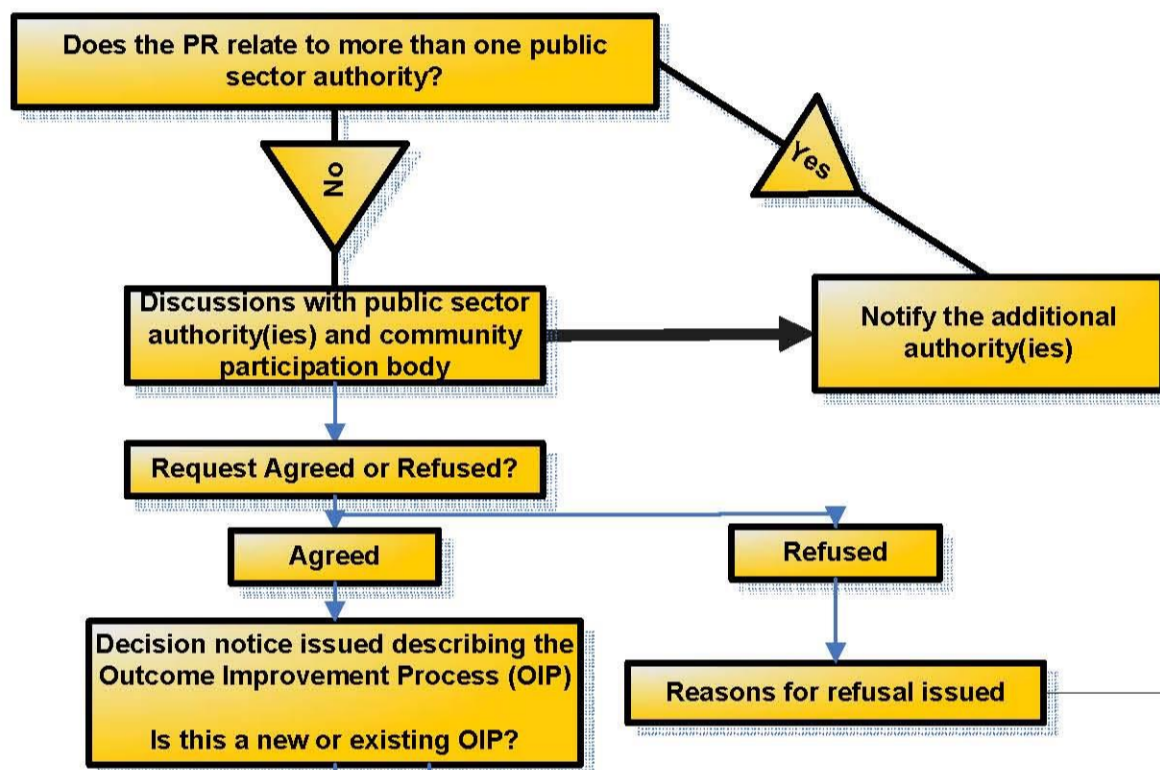 Does the PR relate to more than one public
sector authority?
No
Yes
Discussions with public sector
authority(ies) and community
participation body
Notify the additional
authority(ies)
Request Agreed or Refused?
Agreed
Refused
Decision notice issued describing the
Outcome Improvement Process (OIP)
Is this a new or existing OIP?
Reasons for refusal issued